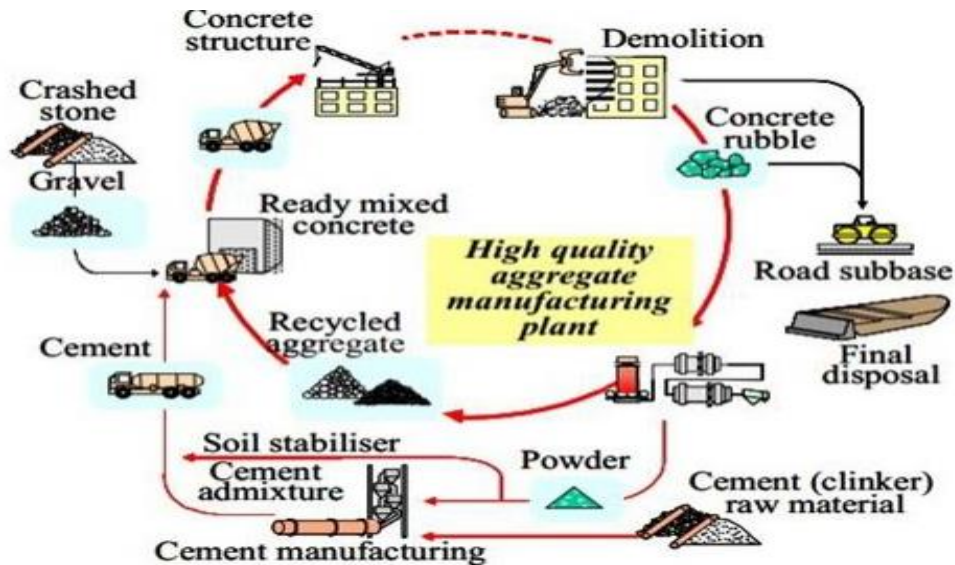 Concrete
structure
Demolition
Crashed
stone
Concrete
rubble
Gravel
Ready mixed
concrete
High quality
aggregate
manufacturing
plant
Road subbase
Recycled
aggregate
Cement
Final
disposal
Soil stabiliser
Powder
Cement
admixture
Cement (clinker)
raw material
Cement manufacturing